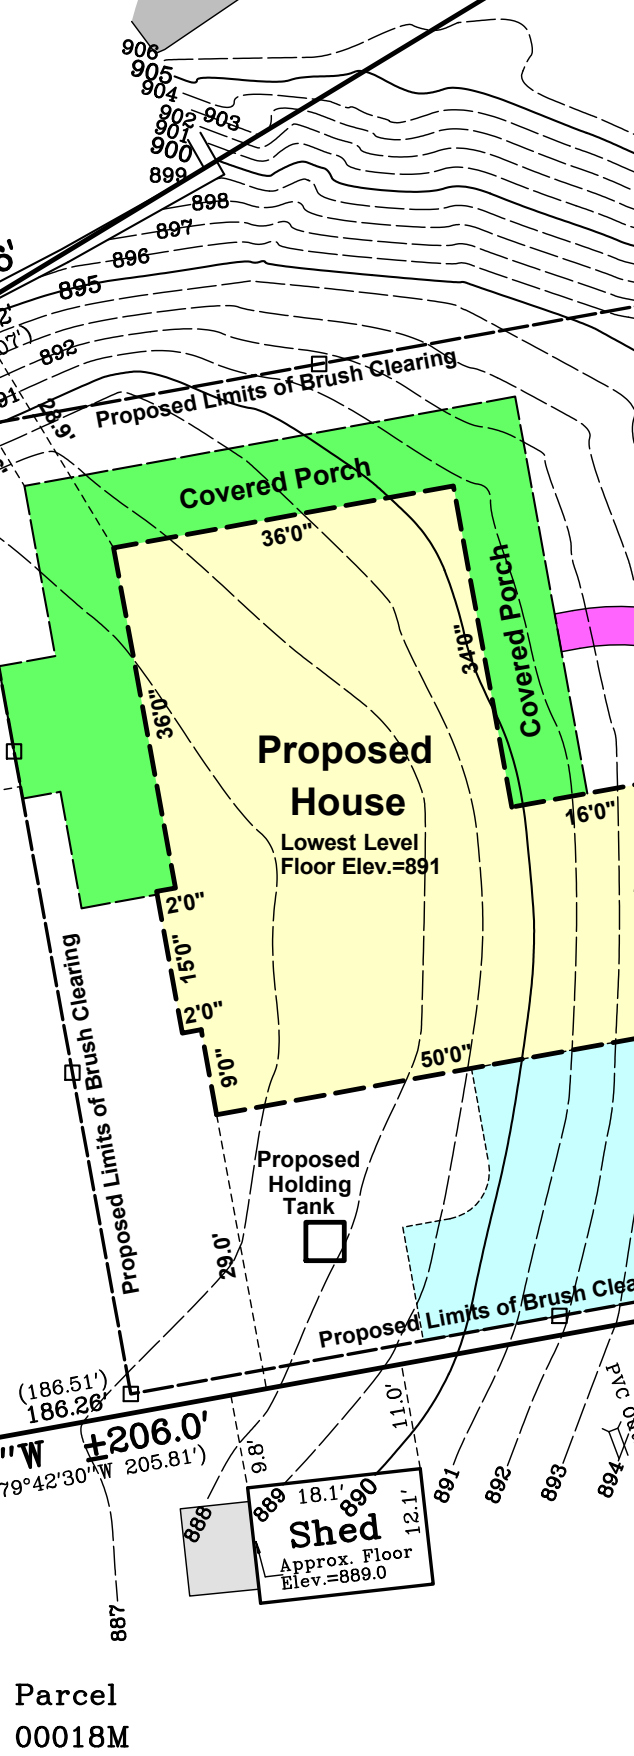 906
905
904
903
902
901
900
899
898
897
896
895
892
28.9'
Proposed Limits of Brush Clearing
Covered Porch
36'0"
Covered Porch
34'0"
36'0"
Proposed
House
Lowest Level
Floor Elev.=891
16'0"
2'0"
15'0"
2'0"
9'0"
50'0"
Proposed Limits of Brush Clearing
Proposed
Holding
Tank
29.0'
Proposed Limits of Brush Clea
(186.51')
186.26'
"W ±206.0'
79°42'30"W 205.81')
9.8'
11.0'
PVC
888
889
890
891
892
893
894
18.1'
12.1'
Shed
Approx. Floor
Elev.=889.0
887
Parcel
00018M